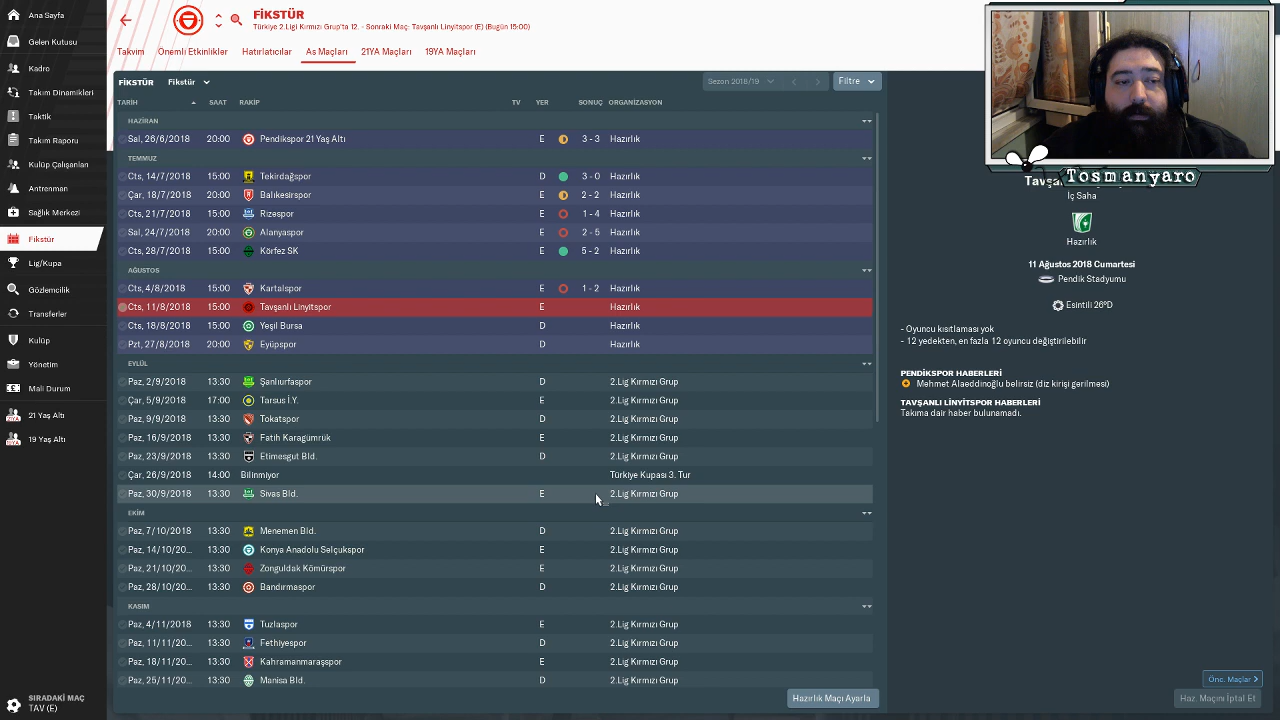 Ana Sayfa
Gelen Kutusu
Kadro
Takım Dinamikleri
Taktik
Takım Raporu
Kulüp Çalışanları
Antrenman
Sağlık Merkezi
Fikstür
Lig/Kupa
Gözlemcilik
Transferler
Kulüp
Yönetim
Mali Durum
21 Yaş Altı
19 Yaş Altı
SIRADAKİ MAÇ
TAV (E)
FİKSTÜR
Türkiye 2.Ligi Kırmızı Grup'ta 12. - Sonraki Maç: Tavşanlı Linyitspor (E) (Bugün 15:00)
Takvim Önemli Etkinlikler Hatırlatıcılar As Maçları 21YA Maçları 19YA Maçları
FİKSTÜR Fikstür Sezon 2018/19 Filtre
TARİH SAAT RAKİP TV YER SONUÇ ORGANİZASYON
HAZİRAN
Sal, 26/6/2018 20:00 Pendikspor 21 Yaş Altı E 3 - 3 Hazırlık
TEMMUZ
Cts, 14/7/2018 15:00 Tekirdağspor D 3 - 0 Hazırlık
Çar, 18/7/2018 20:00 Balıkesirspor E 2 - 2 Hazırlık
Cts, 21/7/2018 15:00 Rizespor E 1 - 4 Hazırlık
Sal, 24/7/2018 20:00 Alanyaspor E 2 - 5 Hazırlık
Cts, 28/7/2018 15:00 Körfez SK E 5 - 2 Hazırlık
AĞUSTOS
Cts, 4/8/2018 15:00 Kartalspor E 1 - 2 Hazırlık
Cts, 11/8/2018 15:00 Tavşanlı Linyitspor E Hazırlık
Cts, 18/8/2018 15:00 Yeşil Bursa D Hazırlık
Pzt, 27/8/2018 20:00 Eyüpspor D Hazırlık
EYLÜL
Paz, 2/9/2018 13:30 Şanlıurfaspor D 2.Lig Kırmızı Grup
Çar, 5/9/2018 17:00 Tarsus İ.Y. E 2.Lig Kırmızı Grup
Paz, 9/9/2018 13:30 Tokatspor D 2.Lig Kırmızı Grup
Paz, 16/9/2018 13:30 Fatih Karagümrük E 2.Lig Kırmızı Grup
Paz, 23/9/2018 13:30 Etimesgut Bld. D 2.Lig Kırmızı Grup
Çar, 26/9/2018 14:00 Bilinmiyor Türkiye Kupası 3. Tur
Paz, 30/9/2018 13:30 Sivas Bld. E 2.Lig Kırmızı Grup
EKİM
Paz, 7/10/2018 13:30 Menemen Bld. D 2.Lig Kırmızı Grup
Paz, 14/10/20... 13:30 Konya Anadolu Selçukspor E 2.Lig Kırmızı Grup
Paz, 21/10/20... 13:30 Zonguldak Kömürspor E 2.Lig Kırmızı Grup
Paz, 28/10/20... 13:30 Bandırmaspor D 2.Lig Kırmızı Grup
KASIM
Paz, 4/11/2018 13:30 Tuzlaspor E 2.Lig Kırmızı Grup
Paz, 11/11/20... 13:30 Fethiyespor D 2.Lig Kırmızı Grup
Paz, 18/11/20... 13:30 Kahramanmaraşspor E 2.Lig Kırmızı Grup
Paz, 25/11/20... 13:30 Manisa Bld. D 2.Lig Kırmızı Grup
Hazırlık Maçı Ayarla
Tosmanyaro
İç Saha
Hazırlık
11 Ağustos 2018 Cumartesi
Pendik Stadyumu
Esintili 26°D
- Oyuncu kısıtlaması yok
- 12 yedekten, en fazla 12 oyuncu değiştirilebilir
PENDİKSPOR HABERLERİ
Mehmet Alaeddinoğlu belirsiz (diz kirişi gerilmesi)
TAVŞANLI LİNYİTSPOR HABERLERİ
Takıma dair haber bulunamadı.
Önc. Maçlar
Haz. Maçını İptal Et